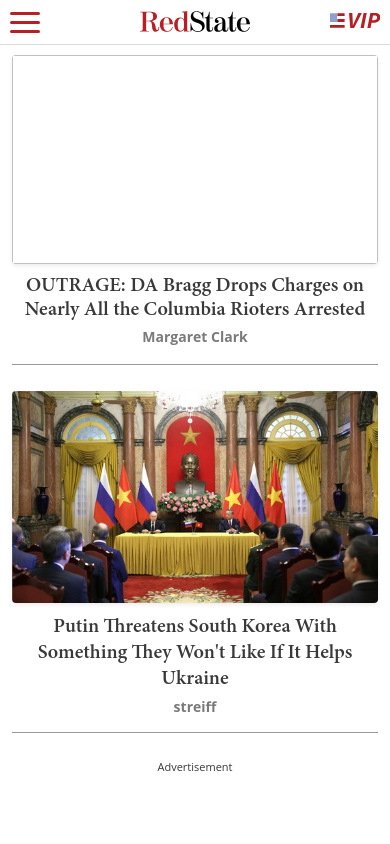 RedState
VIP
OUTRAGE: DA Bragg Drops Charges on
Nearly All the Columbia Rioters Arrested
Margaret Clark
Putin Threatens South Korea With
Something They Won't Like If It Helps
Ukraine
streiff
Advertisement